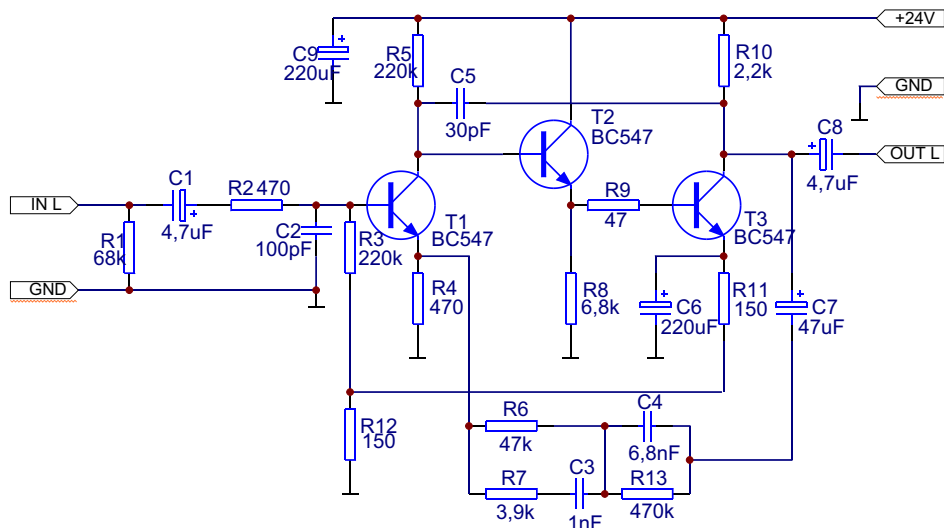 +24V
C9
220uF
R5
220k
C5
30pF
R10
2,2k
GND
T2
BC547
C8
OUT L
4,7uF
IN L
C1
4,7uF
R2 470
R9
47
R1
68k
C2
100pF
R3
220k
T1
BC547
T3
BC547
GND
R4
470
R8
6,8k
C6
220uF
R11
150
C7
47uF
R12
150
R6
47k
C4
6,8nF
R7
3,9k
C3
1nF
R13
470k